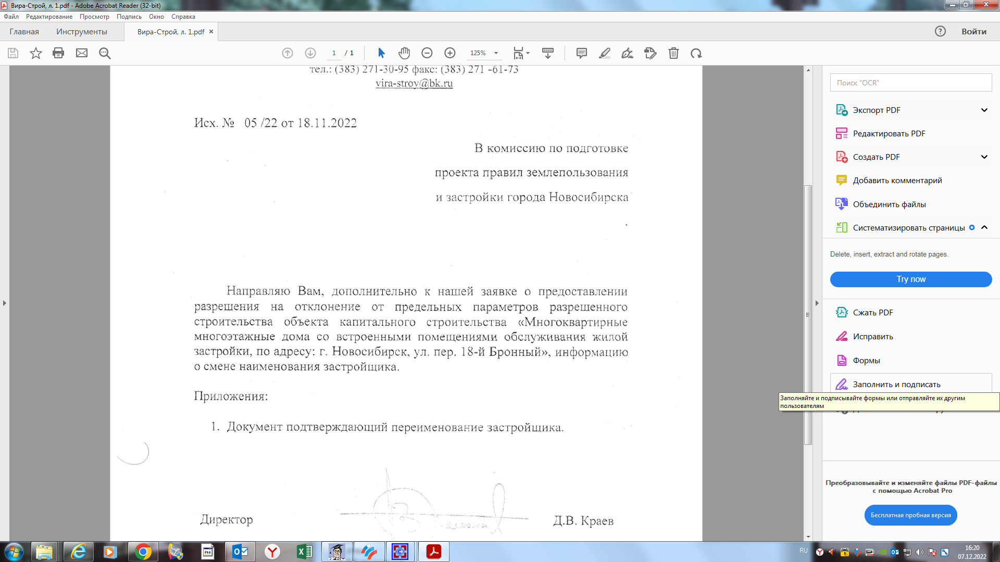 Вира-Строй, л. 1.pdf - Adobe Acrobat Reader (32-bit)
Файл Редактирование Просмотр Подпись Окно Справка
Главная Инструменты Вира-Строй, л. 1.pdf × Войти
1 / 1 125%
тел.: (383) 271-30-95 факс: (383) 271 -61-73
vira-stroy@bk.ru
Исх. № 05 /22 от 18.11.2022
В комиссию по подготовке
проекта правил землепользования
и застройки города Новосибирска
Направляю Вам, дополнительно к нашей заявке о предоставлении
разрешения на отклонение от предельных параметров разрешенного
строительства объекта капитального строительства «Многоквартирные
многоэтажные дома со встроенными помещениями обслуживания жилой
застройки, по адресу: г. Новосибирск, ул. пер. 18-й Бронный», информацию
о смене наименования застройщика.
Приложения:
1. Документ подтверждающий переименование застройщика.
Директор Д.В. Краев
Поиск "OCR"
Экспорт PDF
Редактировать PDF
Создать PDF
Добавить комментарий
Объединить файлы
Систематизировать страницы
Delete, insert, extract and rotate pages.
Try now
Сжать PDF
Исправить
Формы
Заполнить и подписать
Заполняйте и подписывайте формы или отправляйте их другим
пользователям
Преобразовывайте и изменяйте файлы PDF-файлы
с помощью Acrobat Pro
Бесплатная пробная версия
RU
16:20
07.12.2022